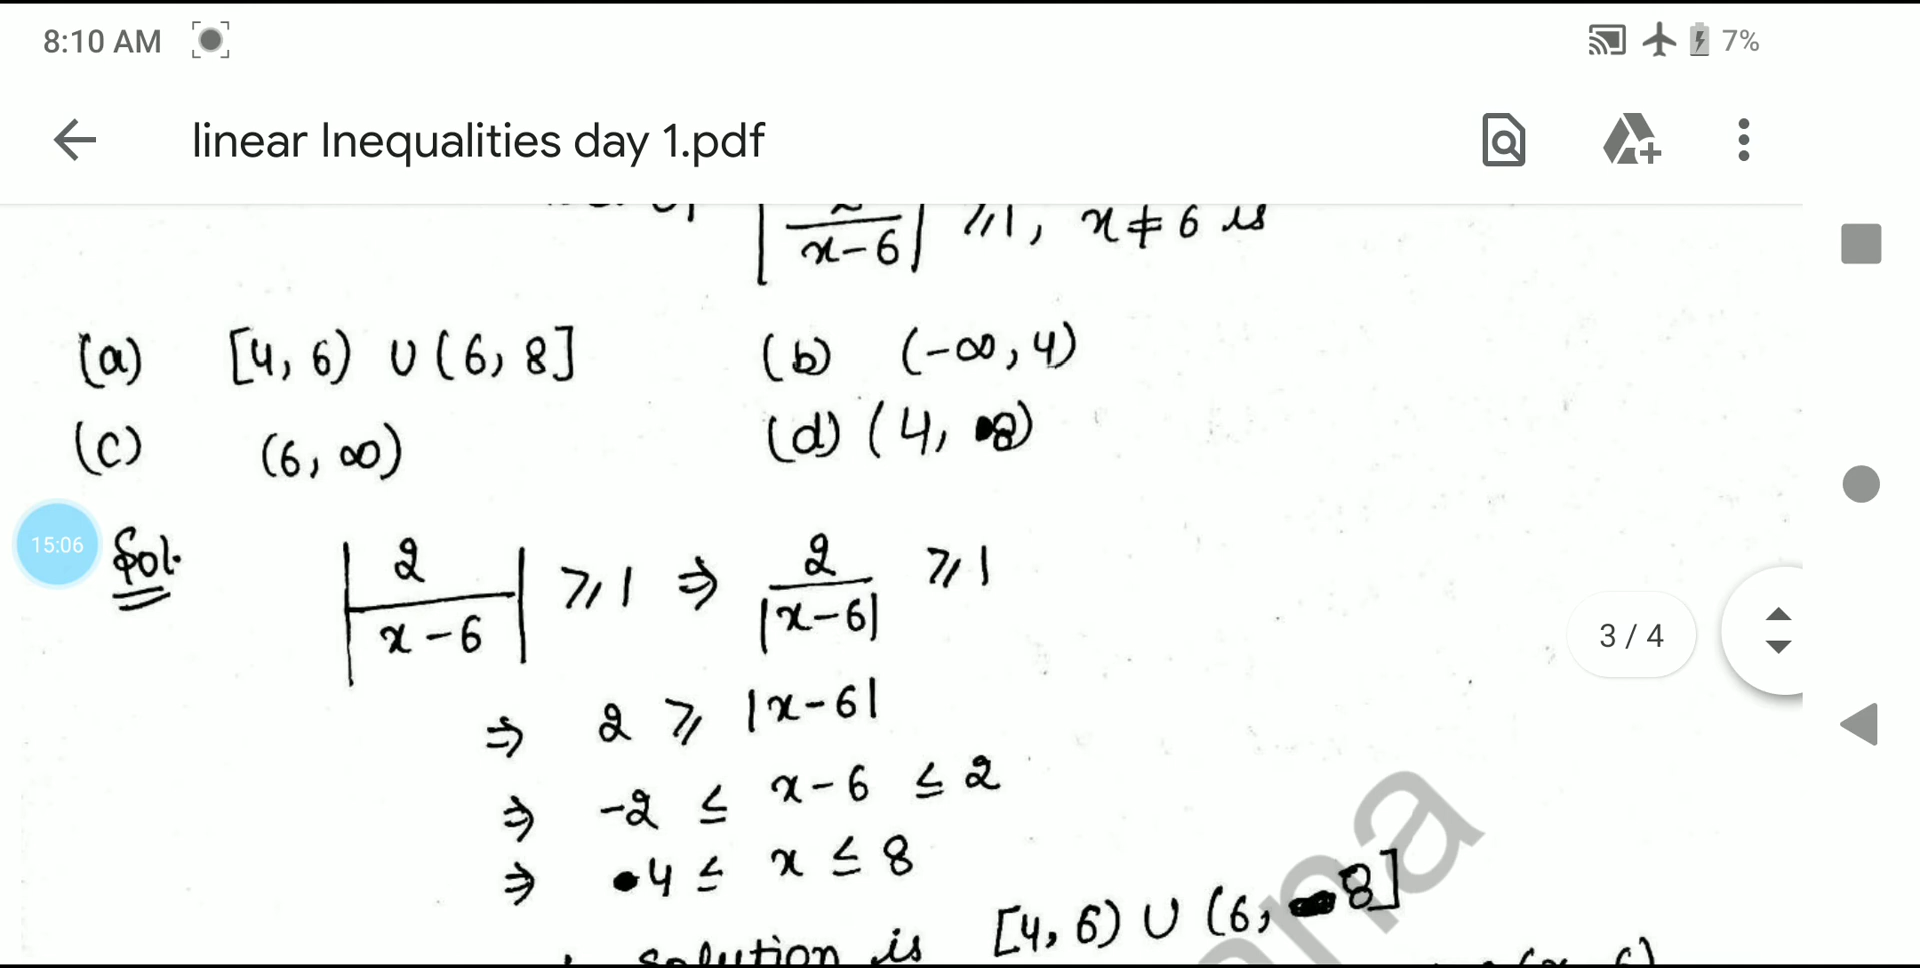 8:10 AM 7%
linear Inequalities day 1.pdf
| 2/(x-6) | ⩾ 1, x ≠ 6 is
(a) [4, 6) ∪ (6, 8] (b) (-∞, 4)
(c) (6, ∞) (d) (4, 8)
15:06
Sol. | 2/(x-6) | ⩾ 1 ⇒ 2/|x-6| ⩾ 1
3 / 4
⇒ 2 ⩾ |x-6|
⇒ -2 ≤ x-6 ≤ 2
⇒ 4 ≤ x ≤ 8
solution is [4, 6) ∪ (6, 8]